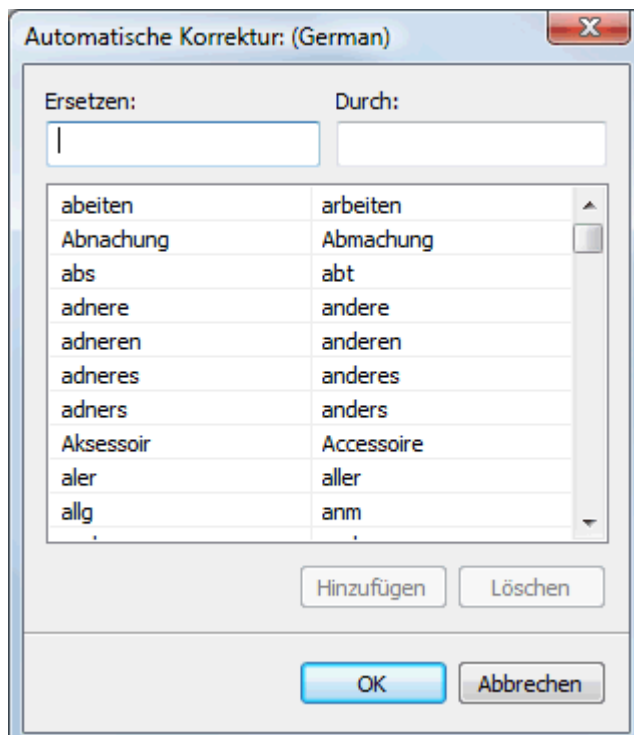 Automatische Korrektur: (German)
Ersetzen: Durch:
abeiten arbeiten
Abnachung Abmachung
abs abt
adnere andere
adneren anderen
adneres anderes
adners anders
Aksessoir Accessoire
aler aller
allg anm
Hinzufügen Löschen
OK Abbrechen